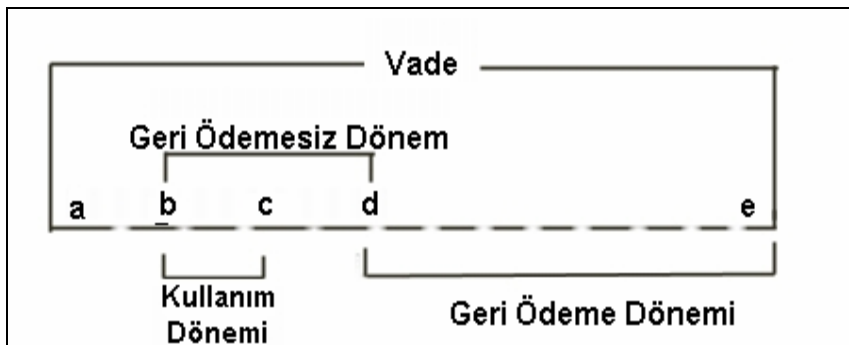 Vade
Geri Ödemesiz Dönem
a b c d e
Kullanım
Dönemi
Geri Ödeme Dönemi